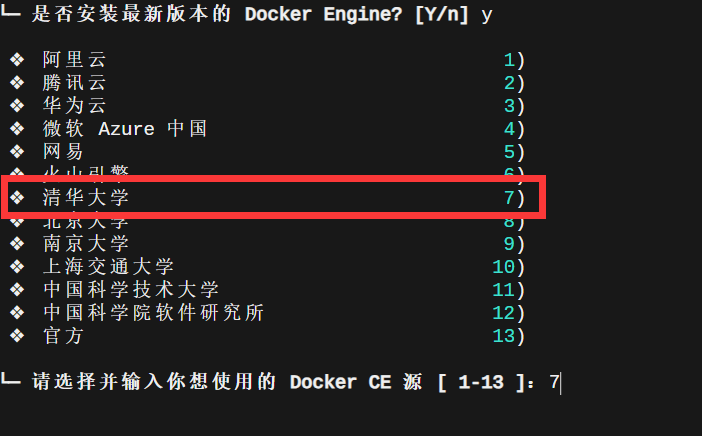 ╰─ 是否安装最新版本的 Docker Engine? [Y/n] y
❖ 阿里云 1)
❖ 腾讯云 2)
❖ 华为云 3)
❖ 微软 Azure 中国 4)
❖ 网易 5)
❖ 火山引擎 6)
❖ 清华大学 7)
❖ 北京大学 8)
❖ 南京大学 9)
❖ 上海交通大学 10)
❖ 中国科学技术大学 11)
❖ 中国科学院软件研究所 12)
❖ 官方 13)
╰─ 请选择并输入你想使用的 Docker CE 源 [ 1-13 ]：7